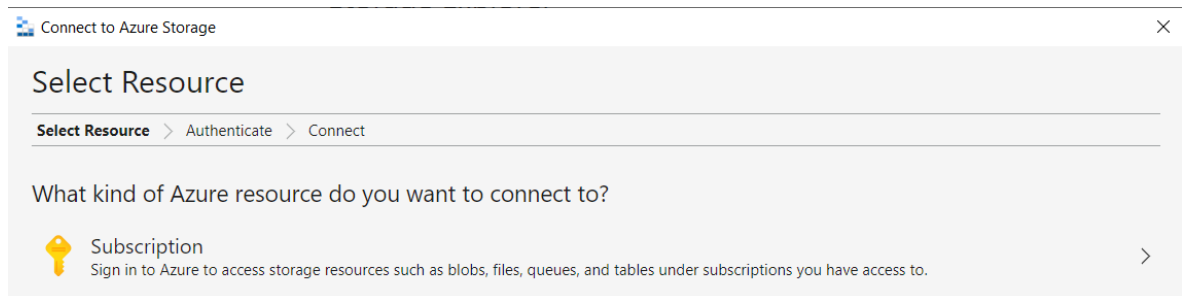 Connect to Azure Storage
Select Resource
Select Resource > Authenticate > Connect
What kind of Azure resource do you want to connect to?
Subscription
Sign in to Azure to access storage resources such as blobs, files, queues, and tables under subscriptions you have access to.